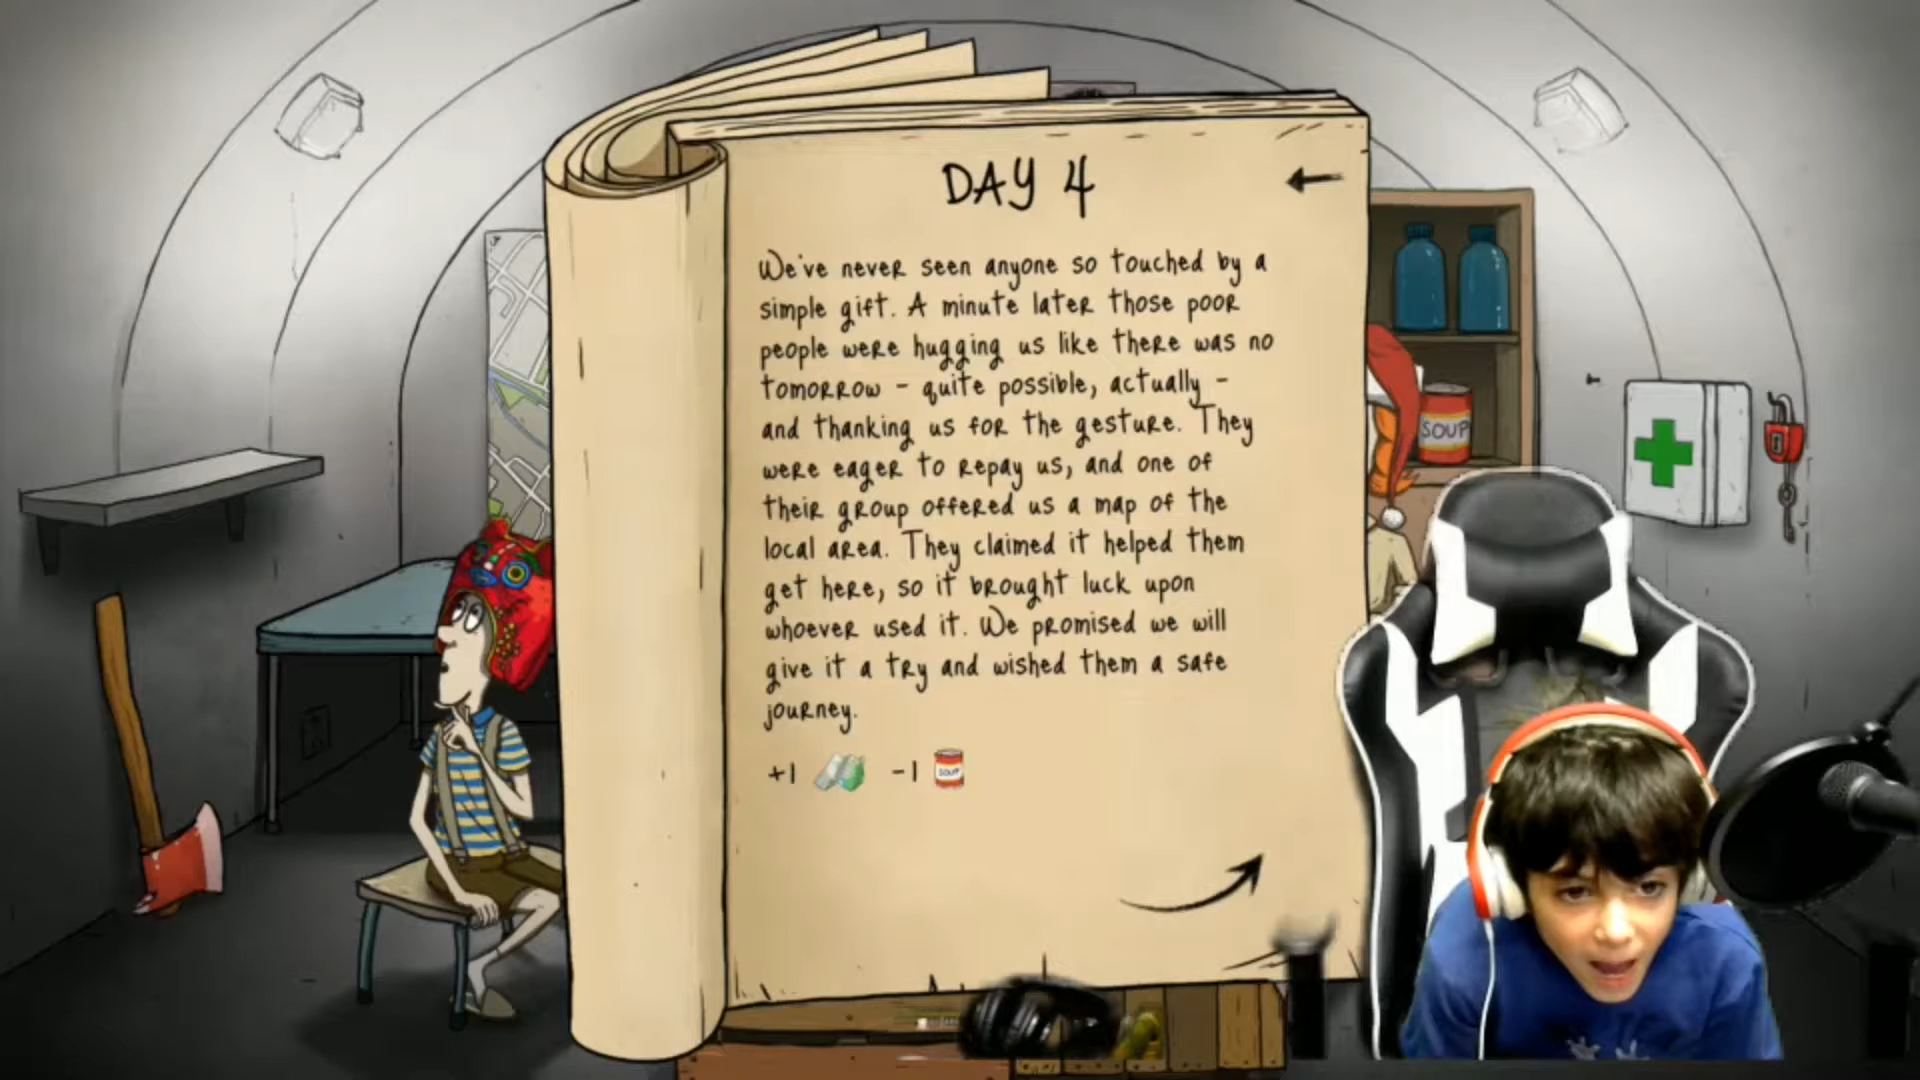 DAY 4
We've never seen anyone so touched by a
simple gift. A minute later those poor
people were hugging us like there was no
tomorrow - quite possible, actually -
and thanking us for the gesture. They
were eager to repay us, and one of
their group offered us a map of the
local area. They claimed it helped them
get here, so it brought luck upon
whoever used it. We promised we will
give it a try and wished them a safe
journey.
+1 -1 SOUP
SOUP